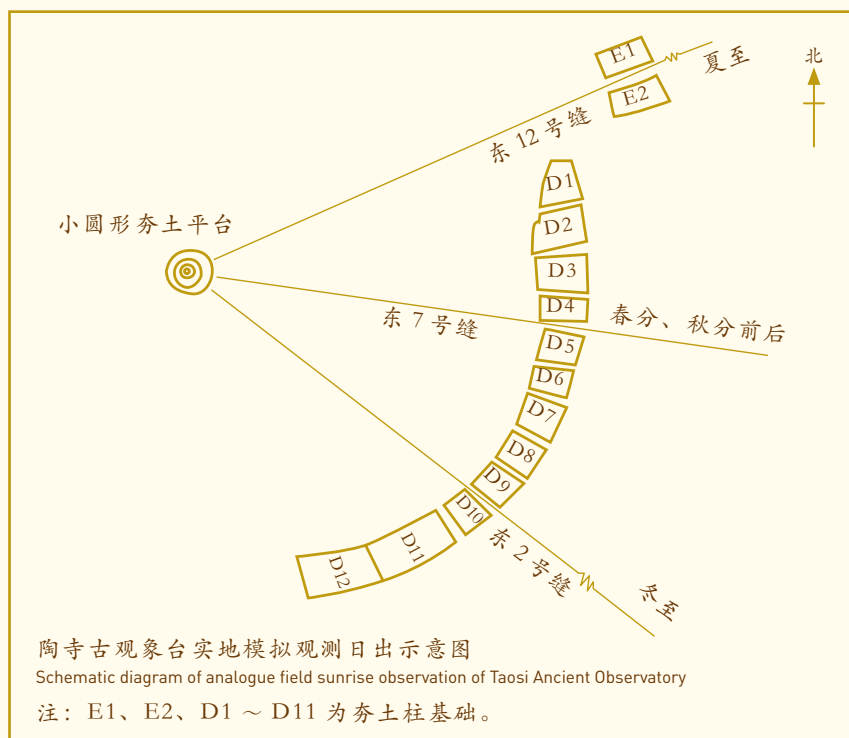 E1
夏至
北
E2
东 12 号缝
D1
小圆形夯土平台
D2
D3
D4
东 7 号缝
春分、秋分前后
D5
D6
D7
D8
D9
D10
D11
D12
东 2 号缝
冬至
陶寺古观象台实地模拟观测日出示意图
Schematic diagram of analogue field sunrise observation of Taosi Ancient Observatory
注：E1、E2、D1 ～ D11 为夯土柱基础。